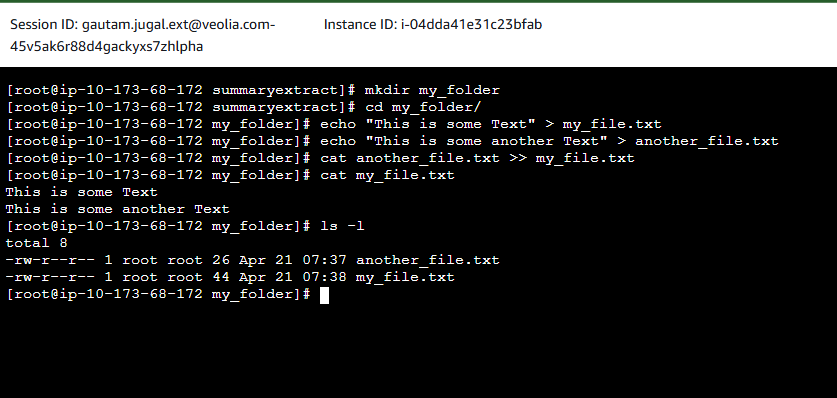 Session ID: gautam.jugal.ext@veolia.com-45v5ak6r88d4gackyxs7zhlpha
Instance ID: i-04dda41e31c23bfab
[root@ip-10-173-68-172 summaryextract]# mkdir my_folder
[root@ip-10-173-68-172 summaryextract]# cd my_folder/
[root@ip-10-173-68-172 my_folder]# echo "This is some Text" > my_file.txt
[root@ip-10-173-68-172 my_folder]# echo "This is some another Text" > another_file.txt
[root@ip-10-173-68-172 my_folder]# cat another_file.txt >> my_file.txt
[root@ip-10-173-68-172 my_folder]# cat my_file.txt
This is some Text
This is some another Text
[root@ip-10-173-68-172 my_folder]# ls -l
total 8
-rw-r--r-- 1 root root 26 Apr 21 07:37 another_file.txt
-rw-r--r-- 1 root root 44 Apr 21 07:38 my_file.txt
[root@ip-10-173-68-172 my_folder]#